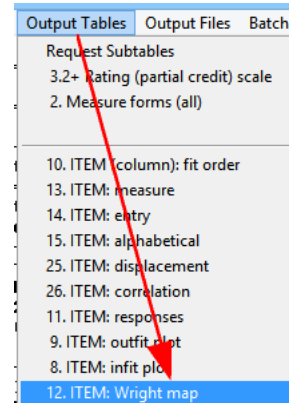 Output Tables Output Files Batch
Request Subtables
3.2+ Rating (partial credit) scale
2. Measure forms (all)
10. ITEM (column): fit order
13. ITEM: measure
14. ITEM: entry
15. ITEM: alphabetical
25. ITEM: displacement
26. ITEM: correlation
11. ITEM: responses
9. ITEM: outfit plot
8. ITEM: infit plot
12. ITEM: Wright map